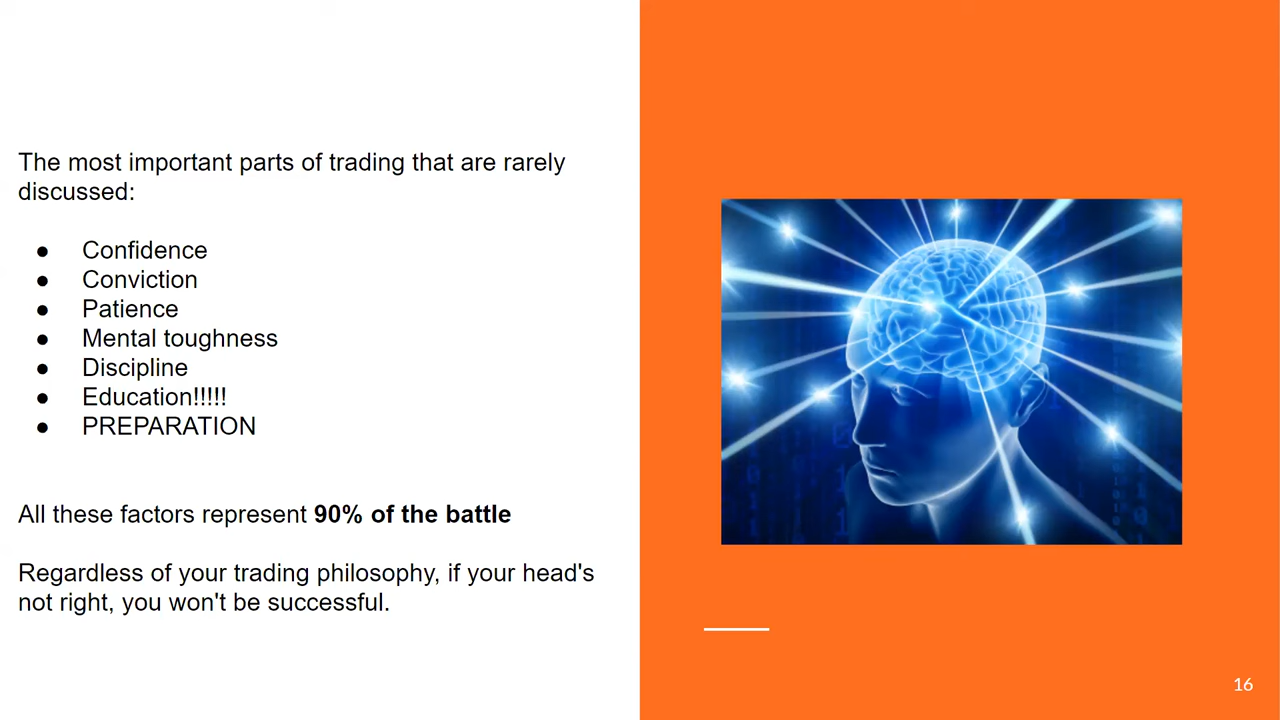 The most important parts of trading that are rarely
discussed:
● Confidence
● Conviction
● Patience
● Mental toughness
● Discipline
● Education!!!!!
● PREPARATION
All these factors represent 90% of the battle
Regardless of your trading philosophy, if your head's
not right, you won't be successful.
16